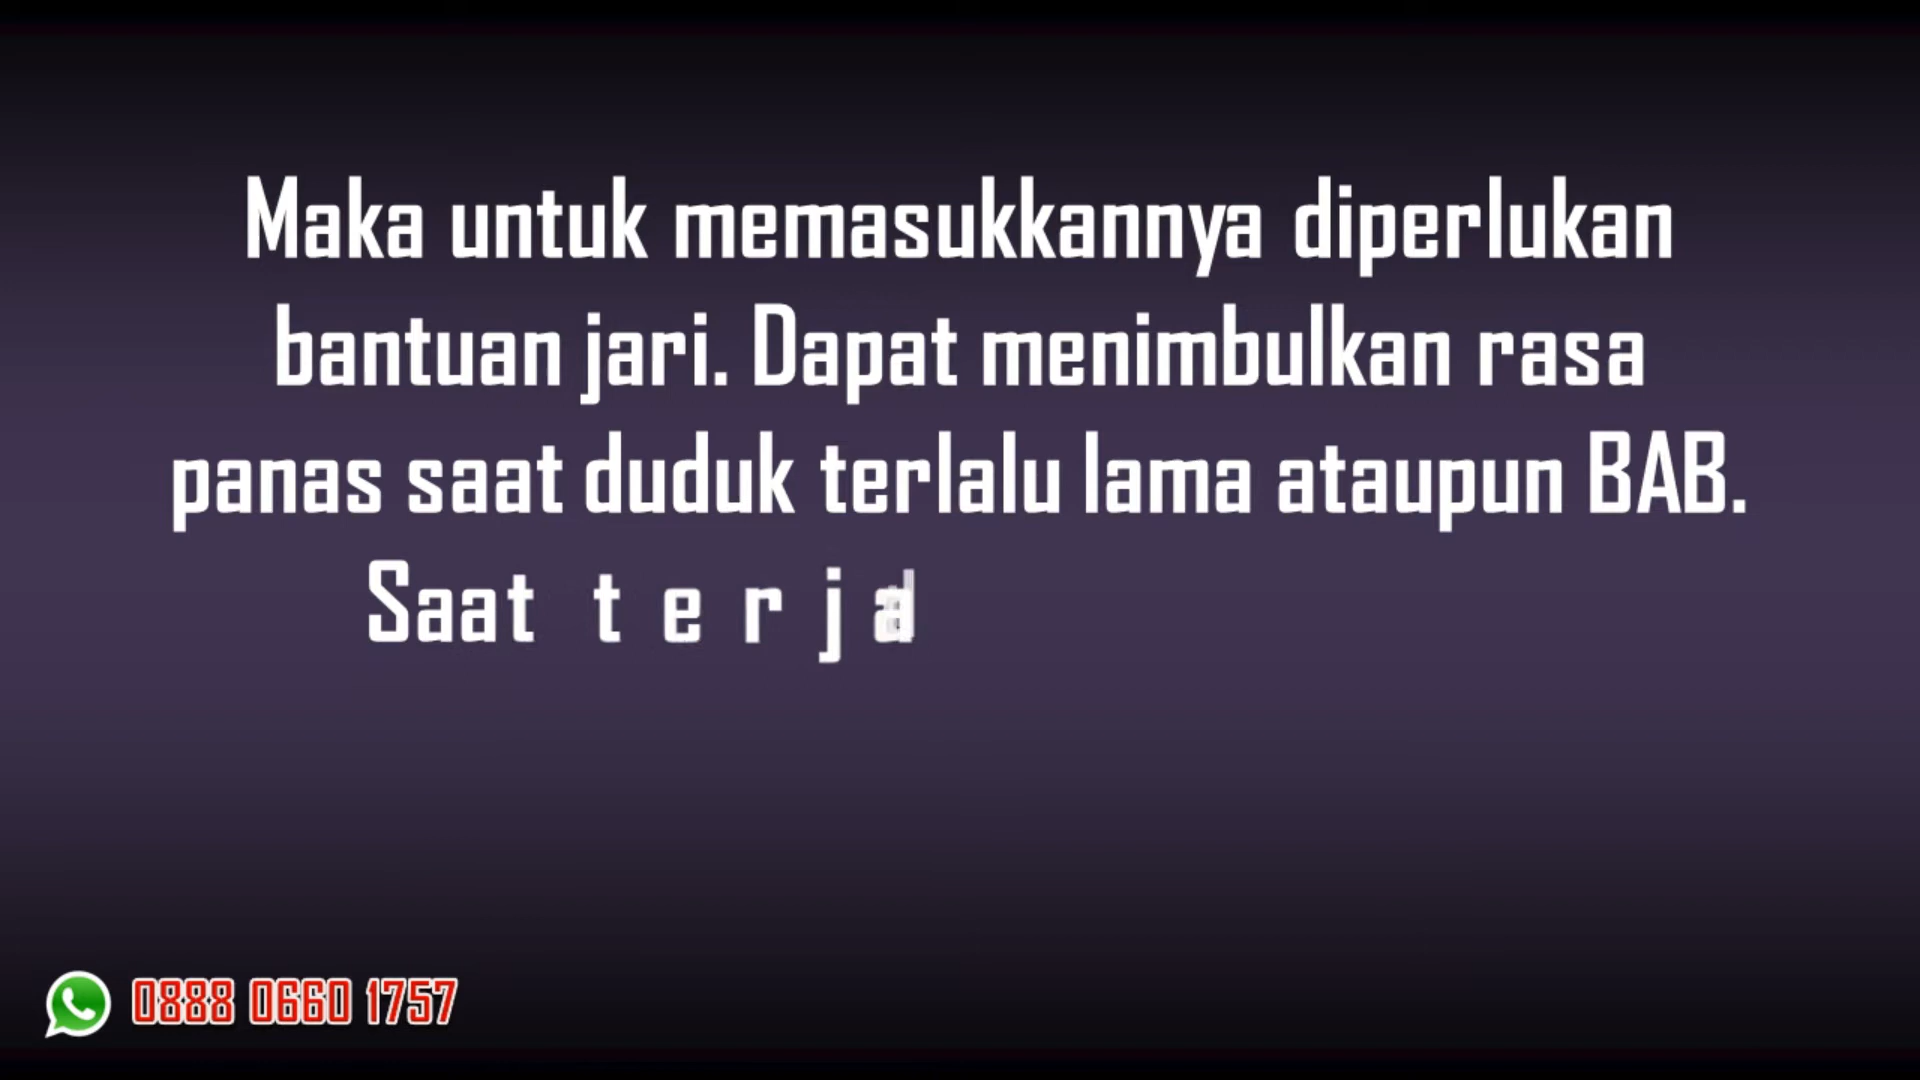 Maka untuk memasukkannya diperlukan
bantuan jari. Dapat menimbulkan rasa
panas saat duduk terlalu lama ataupun BAB.
Saat terja
0888 0660 1757